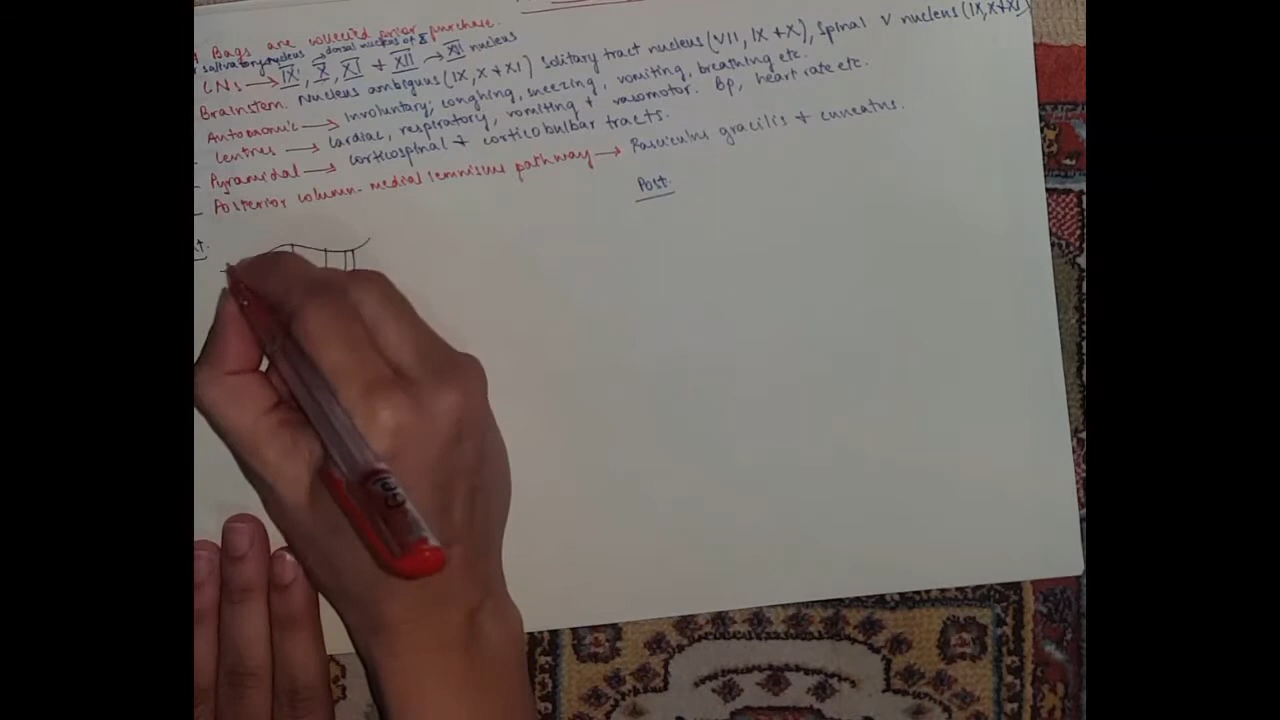 Bags are covered prior purchase.
salivatory nucleus → dorsal nucleus of X
CNs → IX, X, XI + XII → XII nucleus
Brainstem. Nucleus ambiguus (IX, X + XI) Solitary tract nucleus (VII, IX + X), Spinal V nucleus (IX, X + XI)
Autonomic → Involuntary; coughing, sneezing, vomiting, breathing etc.
Centres → Cardiac, respiratory, vomiting + vasomotor. BP, heart rate etc.
- Pyramidal → corticospinal + corticobulbar tracts.
- Posterior column-medial lemniscus pathway → Fasciculus gracilis + cuneatus.
Post.